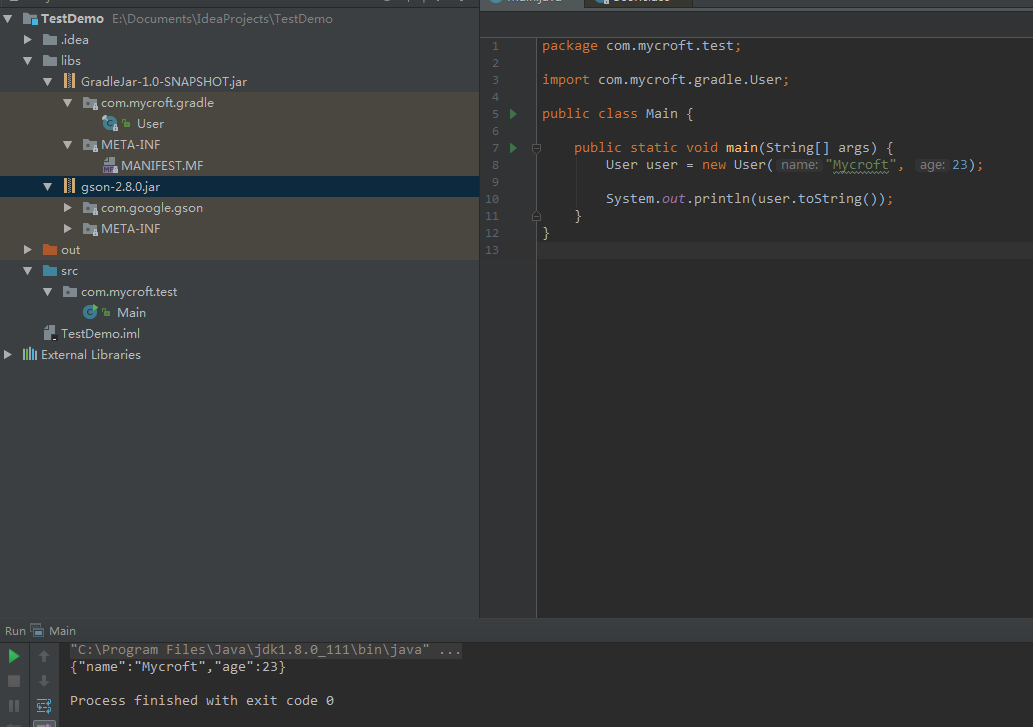 TestDemo E:\Documents\IdeaProjects\TestDemo
.idea
libs
GradleJar-1.0-SNAPSHOT.jar
com.mycroft.gradle
User
META-INF
MANIFEST.MF
gson-2.8.0.jar
com.google.gson
META-INF
out
src
com.mycroft.test
Main
TestDemo.iml
External Libraries
1 package com.mycroft.test;
2
3 import com.mycroft.gradle.User;
4
5 public class Main {
6
7 public static void main(String[] args) {
8 User user = new User( name: "Mycroft", age: 23);
9
10 System.out.println(user.toString());
11 }
12 }
13
Run Main
"C:\Program Files\Java\jdk1.8.0_111\bin\java" ...
{"name":"Mycroft","age":23}
Process finished with exit code 0